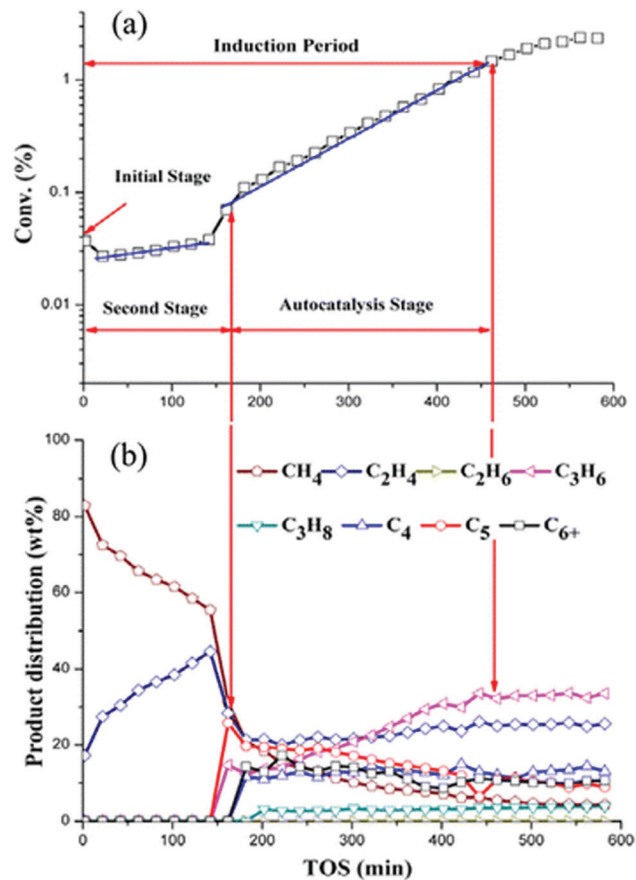 (a)
Induction Period
Initial Stage
Second Stage
Autocatalysis Stage
Conv. (%)
1
0.1
0.01
0 100 200 300 400 500 600
(b)
CH₄ C₂H₄ C₂H₆ C₃H₆
C₃H₈ C₄ C₅ C₆₊
Product distribution (wt%)
100
80
60
40
20
0
0 100 200 300 400 500 600
TOS (min)